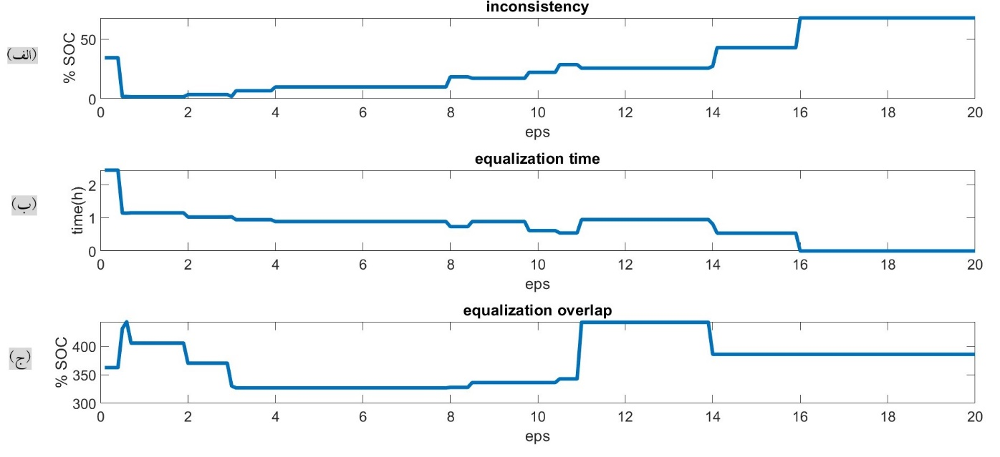 inconsistency
(الف)
% SOC
50
0
0 2 4 6 8 10 12 14 16 18 20
eps
equalization time
(ب)
time(h)
2
1
0
0 2 4 6 8 10 12 14 16 18 20
eps
equalization overlap
(ج)
% SOC
400
350
300
0 2 4 6 8 10 12 14 16 18 20
eps